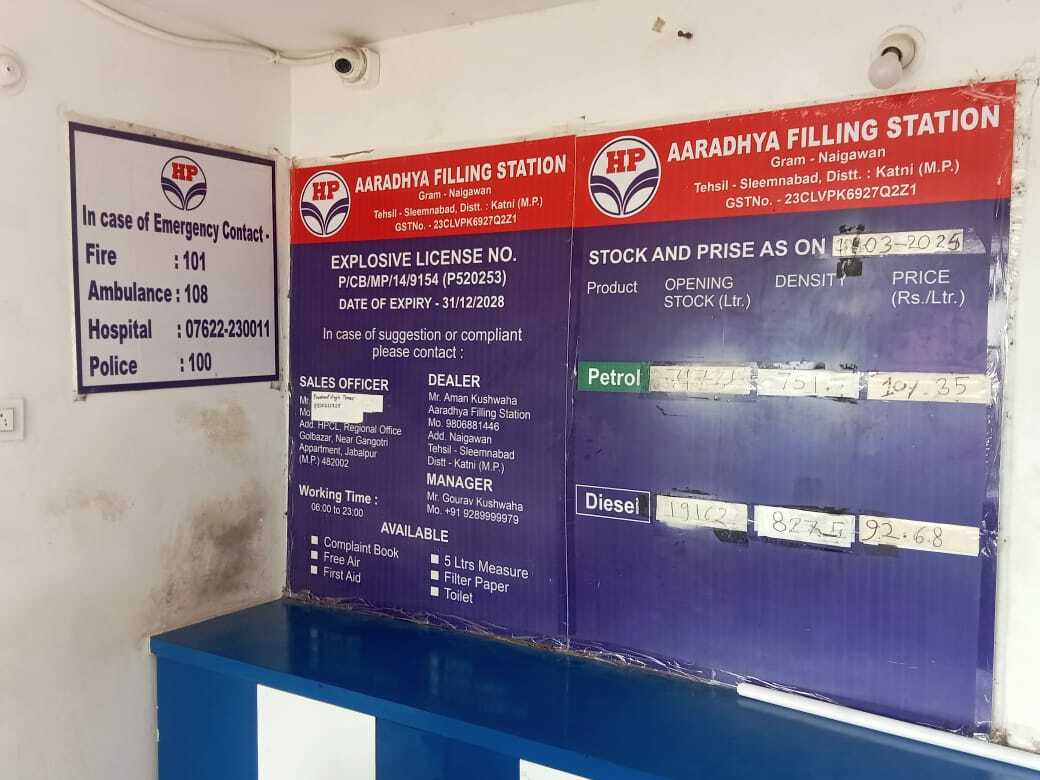 HP
In case of Emergency Contact -
Fire : 101
Ambulance : 108
Hospital : 07622-230011
Police : 100
HP
AARADHYA FILLING STATION
Gram - Naigawan
Tehsil - Sleemnabad, Distt. : Katni (M.P.)
GSTNo. - 23CLVPK6927Q2Z1
EXPLOSIVE LICENSE NO.
P/CB/MP/14/9154 (P520253)
DATE OF EXPIRY - 31/12/2028
In case of suggestion or compliant
please contact :
SALES OFFICER
Mr.
Mo.
Add. HPCL, Regional Office
Golbazar, Near Gangotri
Appartment, Jabalpur
(M.P.) 482002
Working Time :
06:00 to 23:00
DEALER
Mr. Aman Kushwaha
Aaradhya Filling Station
Mo. 9806881446
Add. Naigawan
Tehsil - Sleemnabad
Distt - Katni (M.P.)
MANAGER
Mr. Gourav Kushwaha
Mo. +91 9289999979
AVAILABLE
Complaint Book
Free Air
First Aid
5 Ltrs Measure
Filter Paper
Toilet
HP
AARADHYA FILLING STATION
Gram - Naigawan
Tehsil - Sleemnabad, Distt. : Katni (M.P.)
GSTNo. - 23CLVPK6927Q2Z1
STOCK AND PRISE AS ON
Product OPENING STOCK (Ltr.) DENSITY PRICE (Rs./Ltr.)
Petrol
Diesel 19162 92.68